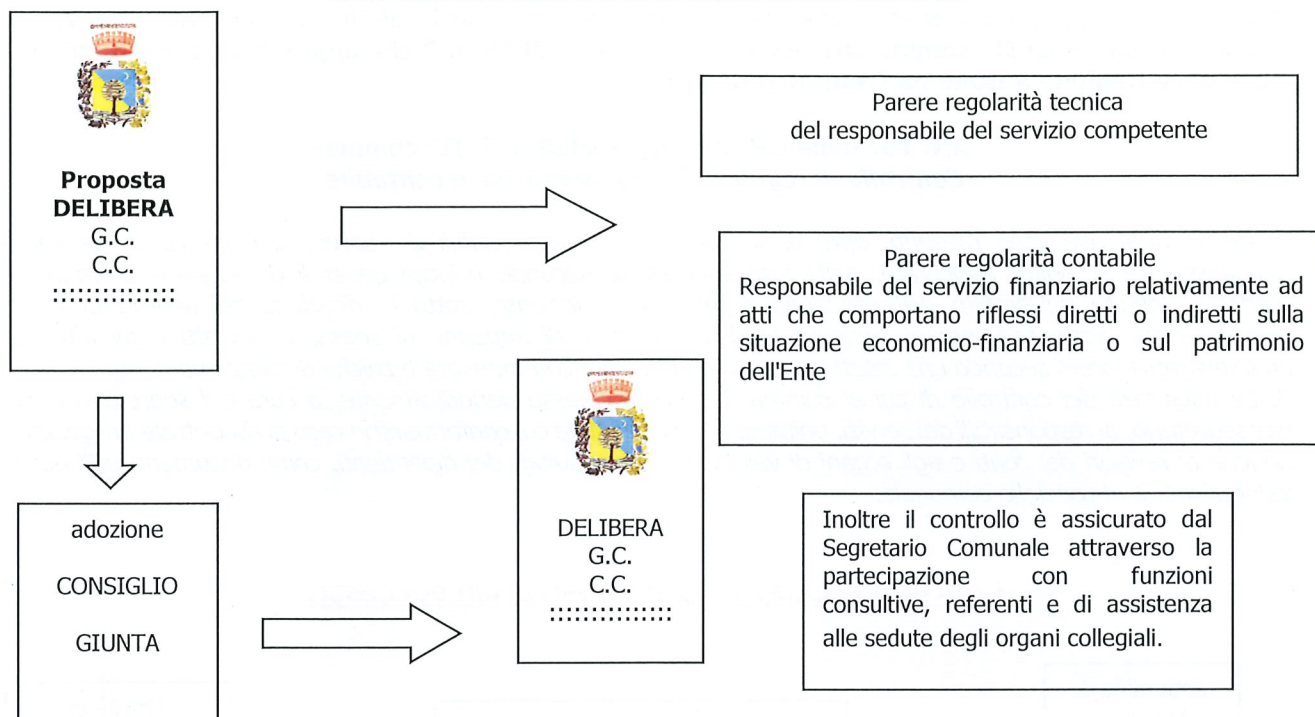 Proposta
DELIBERA
G.C.
C.C.
Parere regolarità tecnica
del responsabile del servizio competente
Parere regolarità contabile
Responsabile del servizio finanziario relativamente ad
atti che comportano riflessi diretti o indiretti sulla
situazione economico-finanziaria o sul patrimonio
dell'Ente
adozione
CONSIGLIO
GIUNTA
DELIBERA
G.C.
C.C.
Inoltre il controllo è assicurato dal
Segretario Comunale attraverso la
partecipazione con funzioni
consultive, referenti e di assistenza
alle sedute degli organi collegiali.